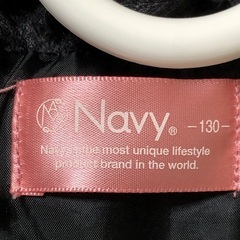 Navy® -130-
Navy is the most unique lifestyle
product brand in the world.